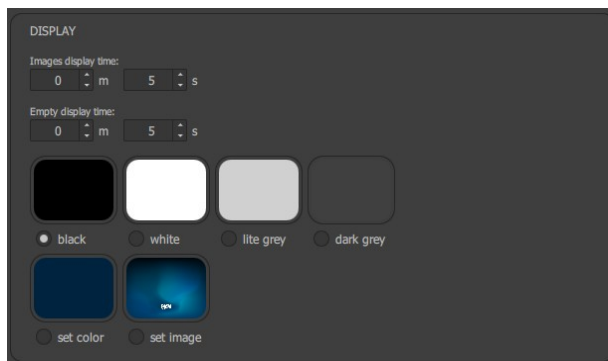 DISPLAY
Images display time:
0 m 5 s
Empty display time:
0 m 5 s
black white lite grey dark grey
set color set image